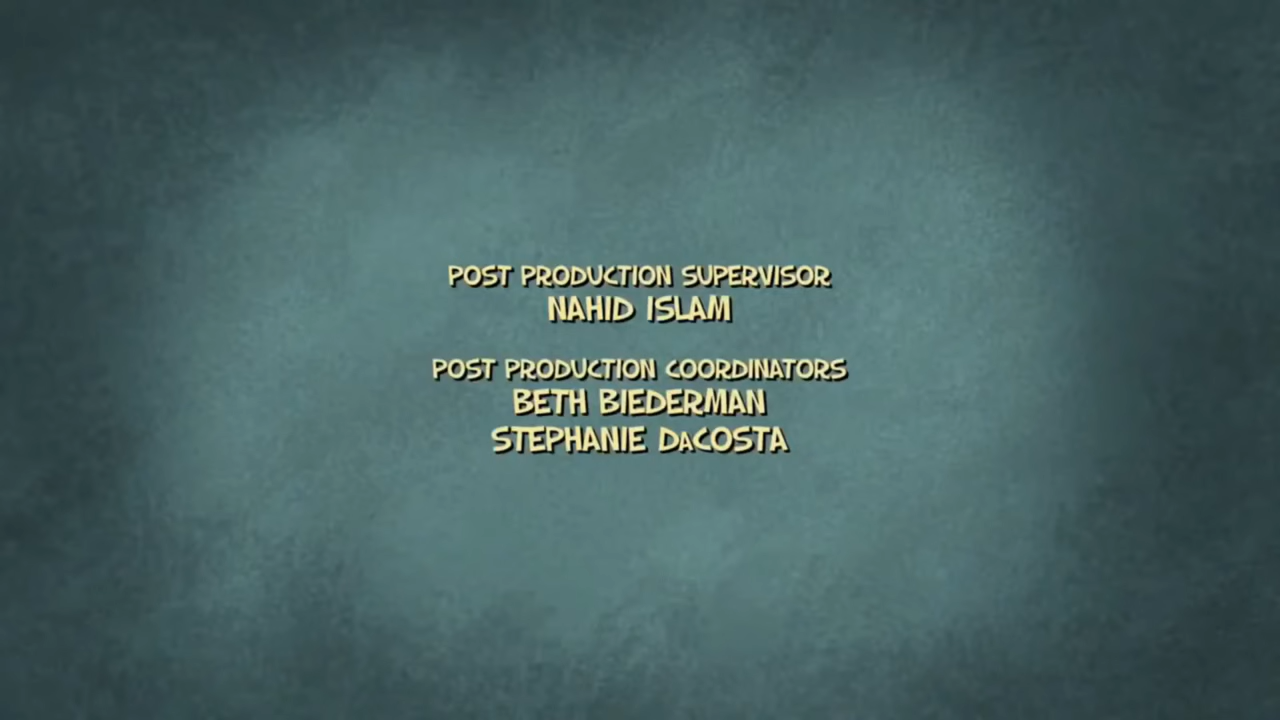 POST PRODUCTION SUPERVISOR
NAHID ISLAM
POST PRODUCTION COORDINATORS
BETH BIEDERMAN
STEPHANIE DaCOSTA